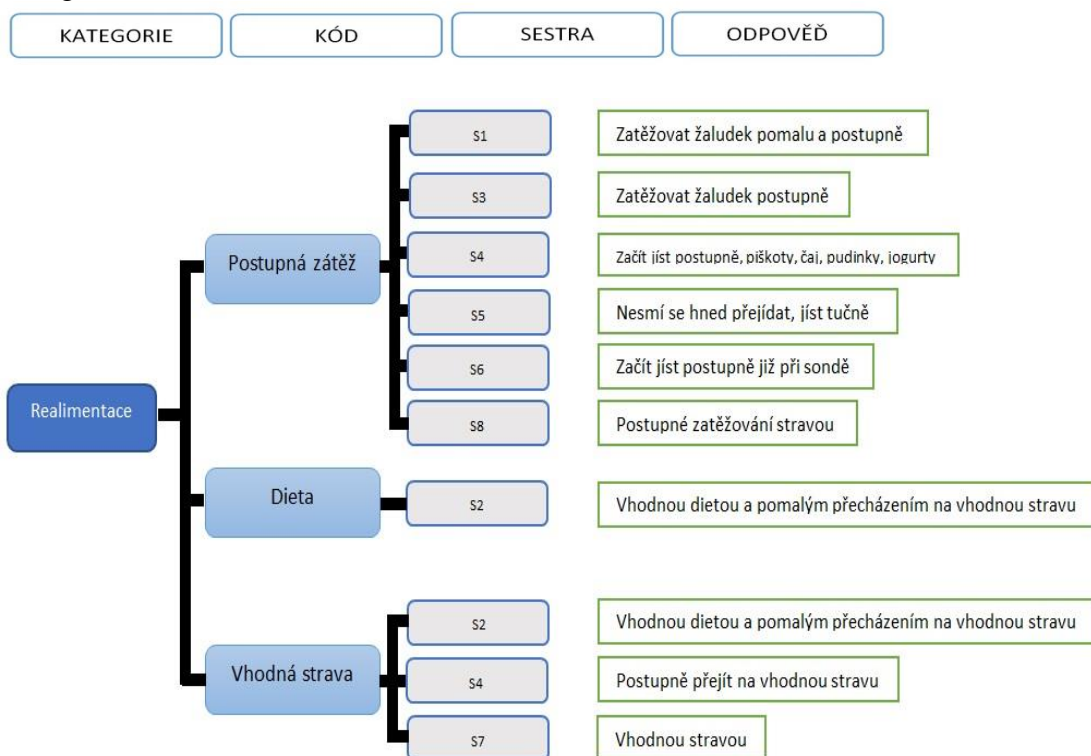 KATEGORIE KÓD SESTRA ODPOVĚĎ
S1 Zatěžovat žaludek pomalu a postupně
S3 Zatěžovat žaludek postupně
Postupná zátěž
S4 Začít jíst postupně, piškoty, čaj, pudinky, jogurty
S5 Nesmí se hned přejídat, jíst tučně
S6 Začít jíst postupně již při sondě
Realimentace
S8 Postupné zatěžování stravou
Dieta
S2 Vhodnou dietou a pomalým přecházením na vhodnou stravu
S2 Vhodnou dietou a pomalým přecházením na vhodnou stravu
Vhodná strava
S4 Postupně přejít na vhodnou stravu
S7 Vhodnou stravou